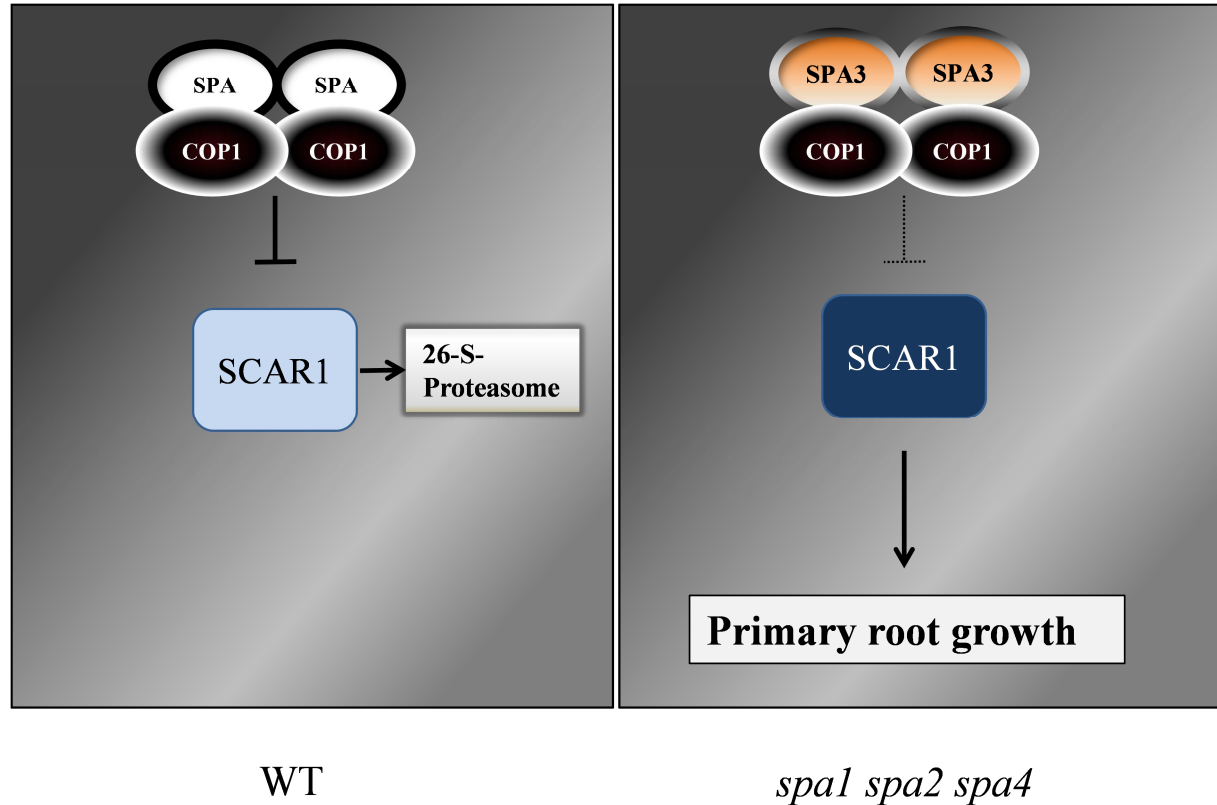 SPA SPA
COP1 COP1
SCAR1
26-S-
Proteasome
WT
SPA3 SPA3
COP1 COP1
SCAR1
Primary root growth
spa1 spa2 spa4